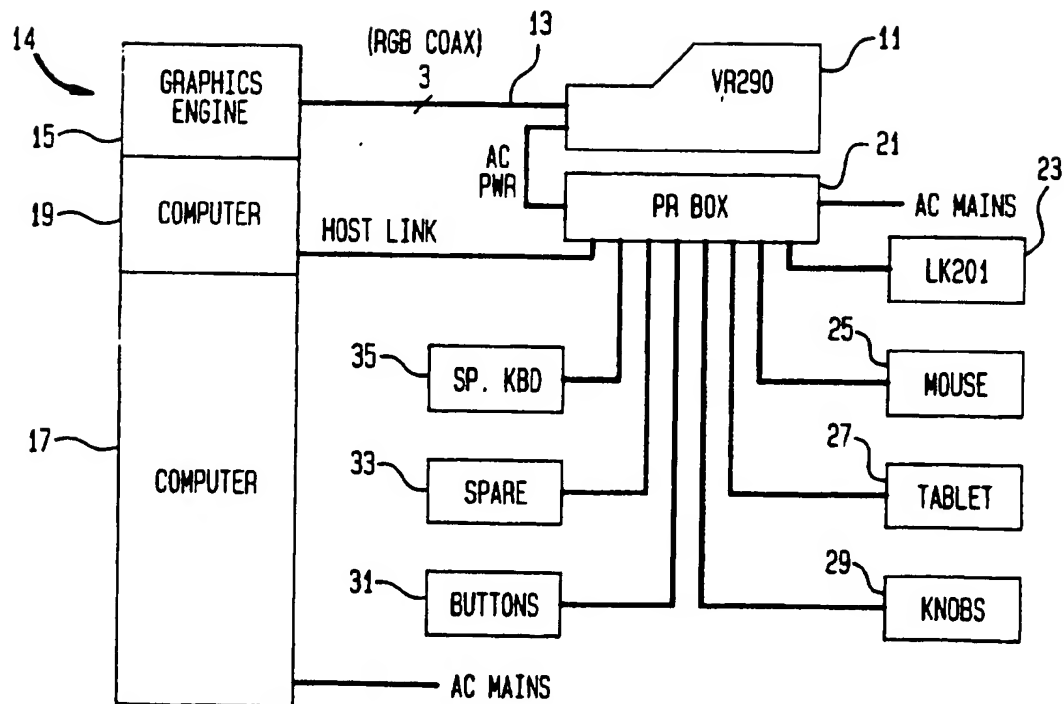 14
(RGB COAX)
3
13
11
GRAPHICS
ENGINE
VR290
15
AC
PWR
21
PR BOX
AC MAINS
23
19
COMPUTER
HOST LINK
LK201
35
SP. KBD
25
MOUSE
17
COMPUTER
33
SPARE
27
TABLET
31
BUTTONS
29
KNOBS
AC MAINS